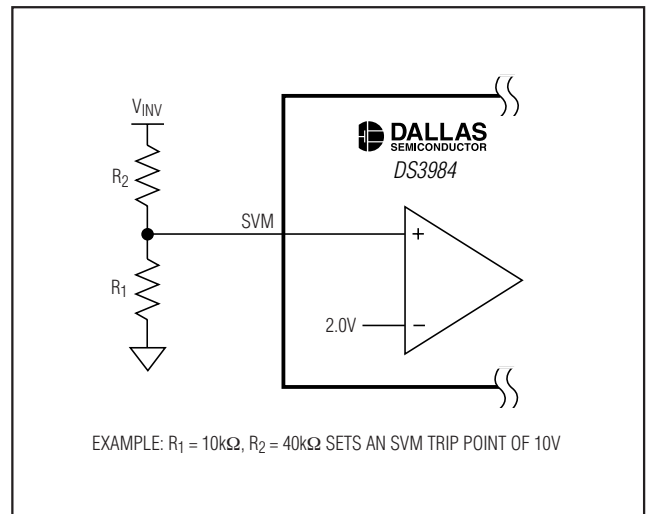 V_INV
DALLAS
SEMICONDUCTOR
DS3984
R₂
SVM
+
R₁
2.0V
−
EXAMPLE: R₁ = 10kΩ, R₂ = 40kΩ SETS AN SVM TRIP POINT OF 10V